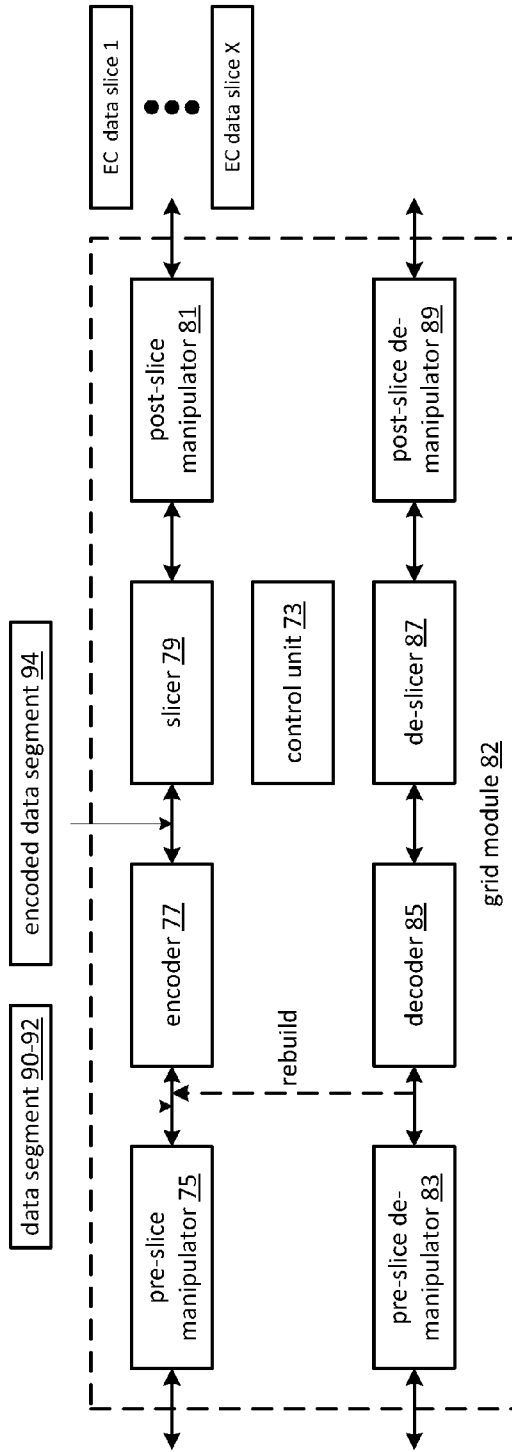 data segment 90-92
encoded data segment 94
EC data slice 1
EC data slice X
pre-slice
manipulator 75
encoder 77
slicer 79
post-slice
manipulator 81
rebuild
control unit 73
pre-slice de-
manipulator 83
decoder 85
de-slicer 87
post-slice de-
manipulator 89
grid module 82